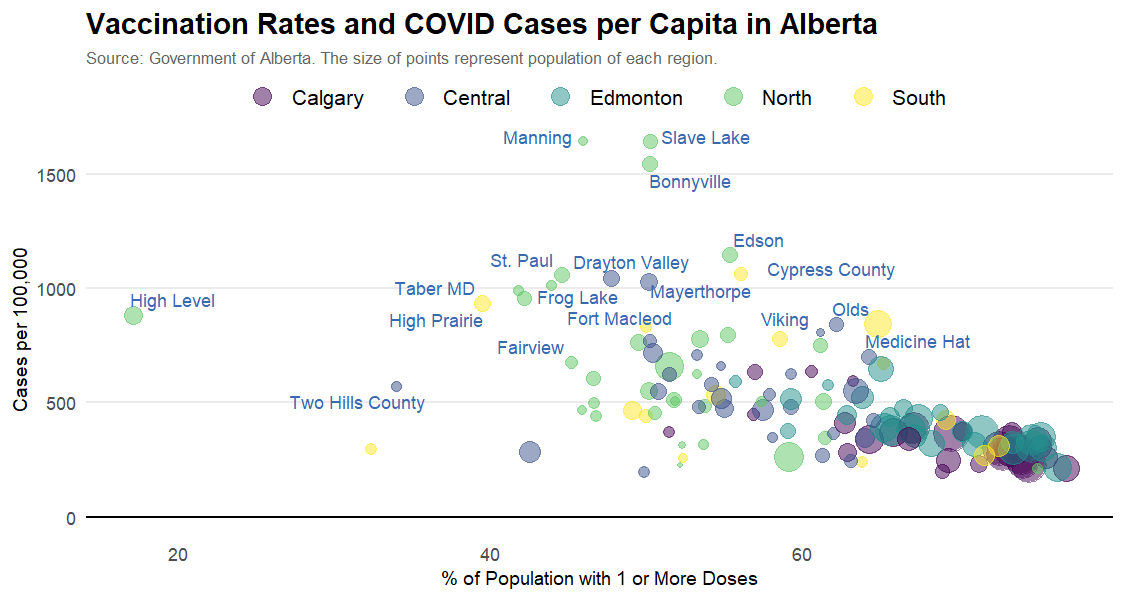 Vaccination Rates and COVID Cases per Capita in Alberta
Source: Government of Alberta. The size of points represent population of each region.
Calgary Central Edmonton North South
Manning Slave Lake
1500
Bonnyville
Edson
St. Paul Drayton Valley Cypress County
1000
Taber MD Frog Lake Mayerthorpe
High Level
Olds
High Prairie Fort Macleod Viking
Medicine Hat
Fairview
500
Two Hills County
0
20 40 60
% of Population with 1 or More Doses
Cases per 100,000